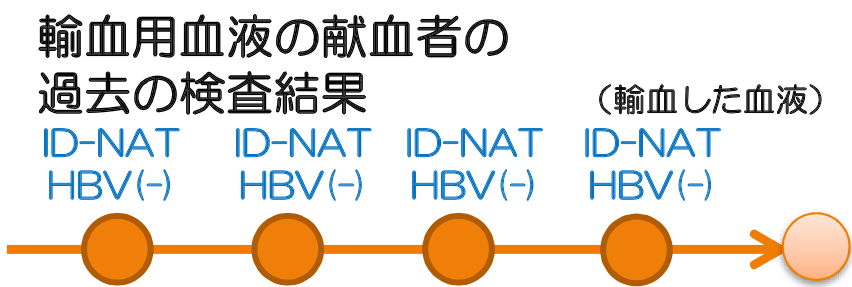 輸血用血液の献血者の
過去の検査結果
（輸血した血液）
ID-NAT ID-NAT ID-NAT ID-NAT
HBV(-) HBV(-) HBV(-) HBV(-)